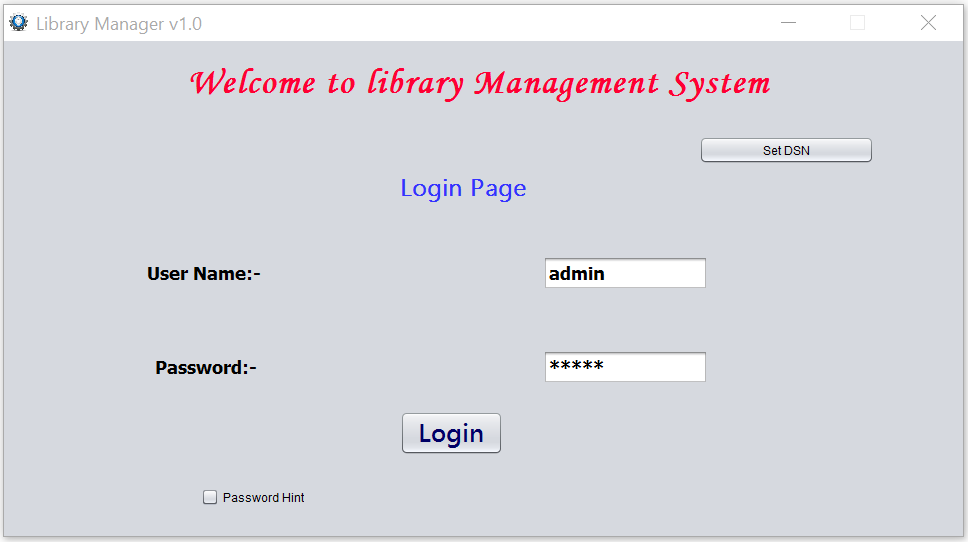 Library Manager v1.0
Welcome to library Management System
Set DSN
Login Page
User Name:- admin
Password:- *****
Login
Password Hint